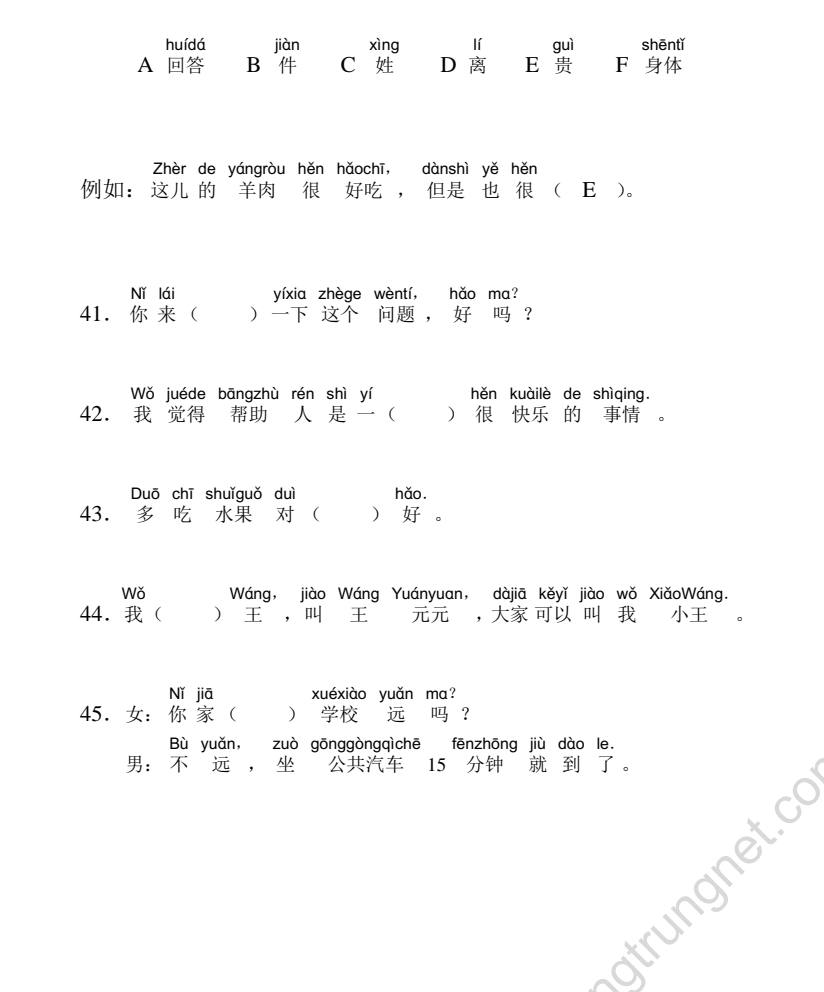 huídá jiàn xìng lí guì shēntǐ
A 回答 B 件 C 姓 D 离 E 贵 F 身体
Zhèr de yángròu hěn hǎochī, dànshì yě hěn
例如：这儿 的 羊肉 很 好吃 ， 但是 也 很 （ E ）。
Nǐ lái yíxia zhège wèntí, hǎo ma?
41． 你 来 （ ） 一下 这个 问题 ， 好 吗 ？
Wǒ juéde bāngzhù rén shì yí hěn kuàilè de shìqing.
42． 我 觉得 帮助 人 是 一 （ ） 很 快乐 的 事情 。
Duō chī shuǐguǒ duì hǎo.
43． 多 吃 水果 对 （ ） 好 。
Wǒ Wáng, jiào Wáng Yuányuan, dàjiā kěyǐ jiào wǒ XiǎoWáng.
44． 我 （ ） 王 ，叫 王 元元 ，大家 可以 叫 我 小王 。
Nǐ jiā xuéxiào yuǎn ma?
45． 女： 你 家 （ ） 学校 远 吗 ？
Bù yuǎn, zuò gōnggòngqìchē fēnzhōng jiù dào le.
男： 不 远 ， 坐 公共汽车 15 分钟 就 到 了 。
ngtrungnet.com